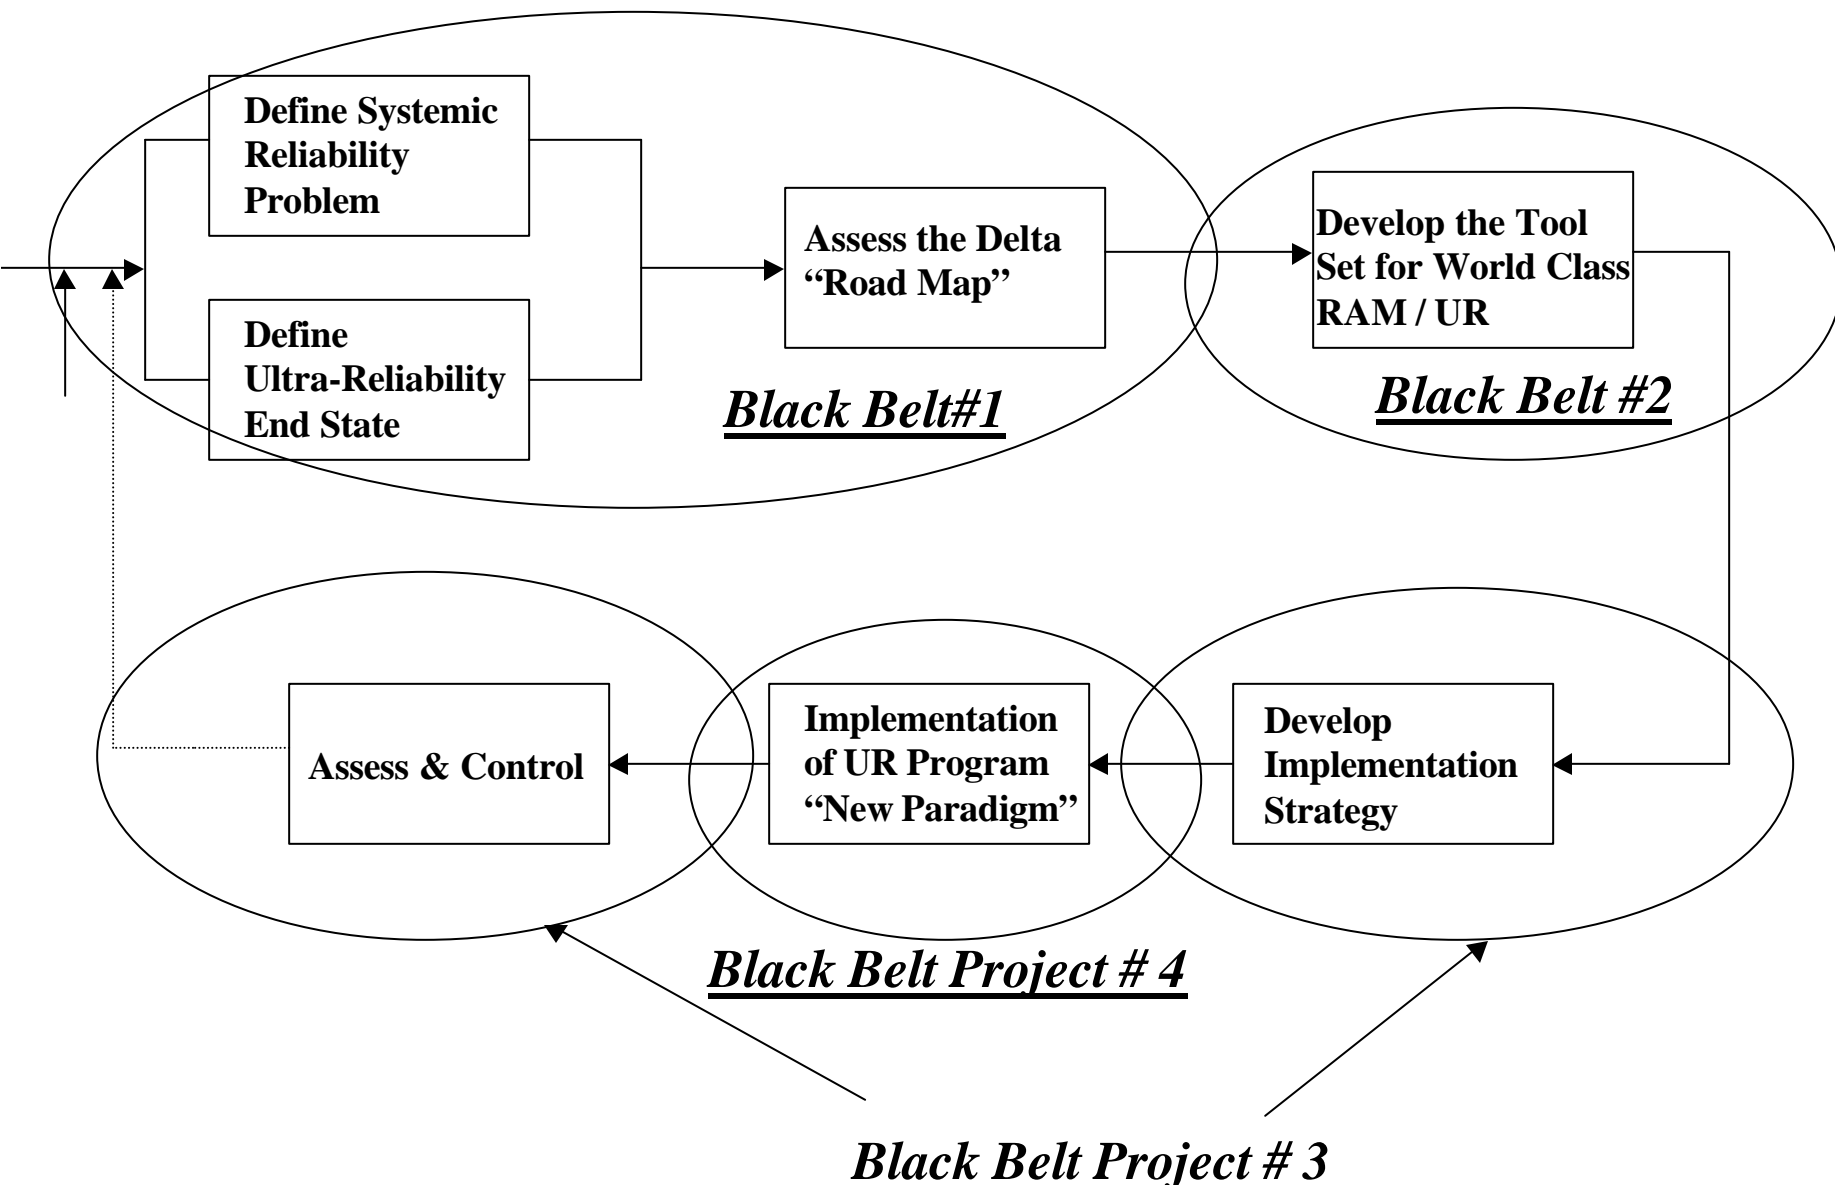 Define Systemic
Reliability
Problem
Define
Ultra-Reliability
End State
Assess the Delta
“Road Map”
Black Belt#1
Develop the Tool
Set for World Class
RAM / UR
Black Belt #2
Assess & Control
Implementation
of UR Program
“New Paradigm”
Develop
Implementation
Strategy
Black Belt Project # 4
Black Belt Project # 3